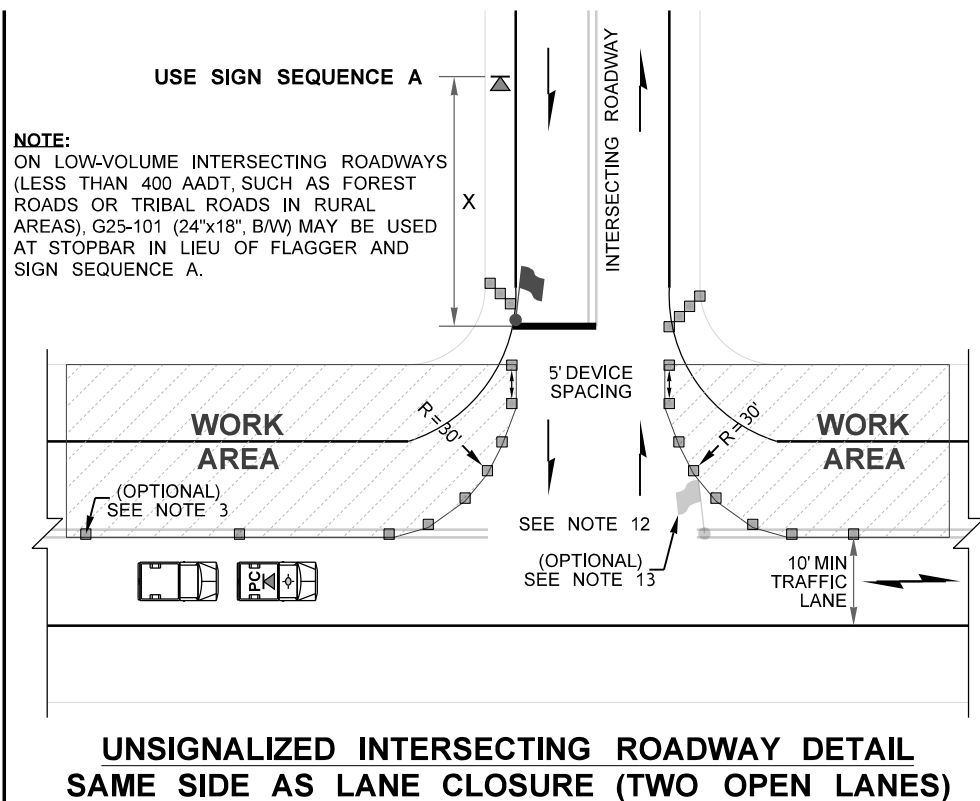 USE SIGN SEQUENCE A
NOTE:
ON LOW-VOLUME INTERSECTING ROADWAYS
(LESS THAN 400 AADT, SUCH AS FOREST
ROADS OR TRIBAL ROADS IN RURAL
AREAS), G25-101 (24"x18", B/W) MAY BE USED
AT STOPBAR IN LIEU OF FLAGGER AND
SIGN SEQUENCE A.
X
INTERSECTING ROADWAY
5' DEVICE
SPACING
WORK
AREA
R = 30'
R = 30'
WORK
AREA
(OPTIONAL)
SEE NOTE 3
SEE NOTE 12
(OPTIONAL)
SEE NOTE 13
10' MIN
TRAFFIC
LANE
PC
UNSIGNALIZED INTERSECTING ROADWAY DETAIL
SAME SIDE AS LANE CLOSURE (TWO OPEN LANES)